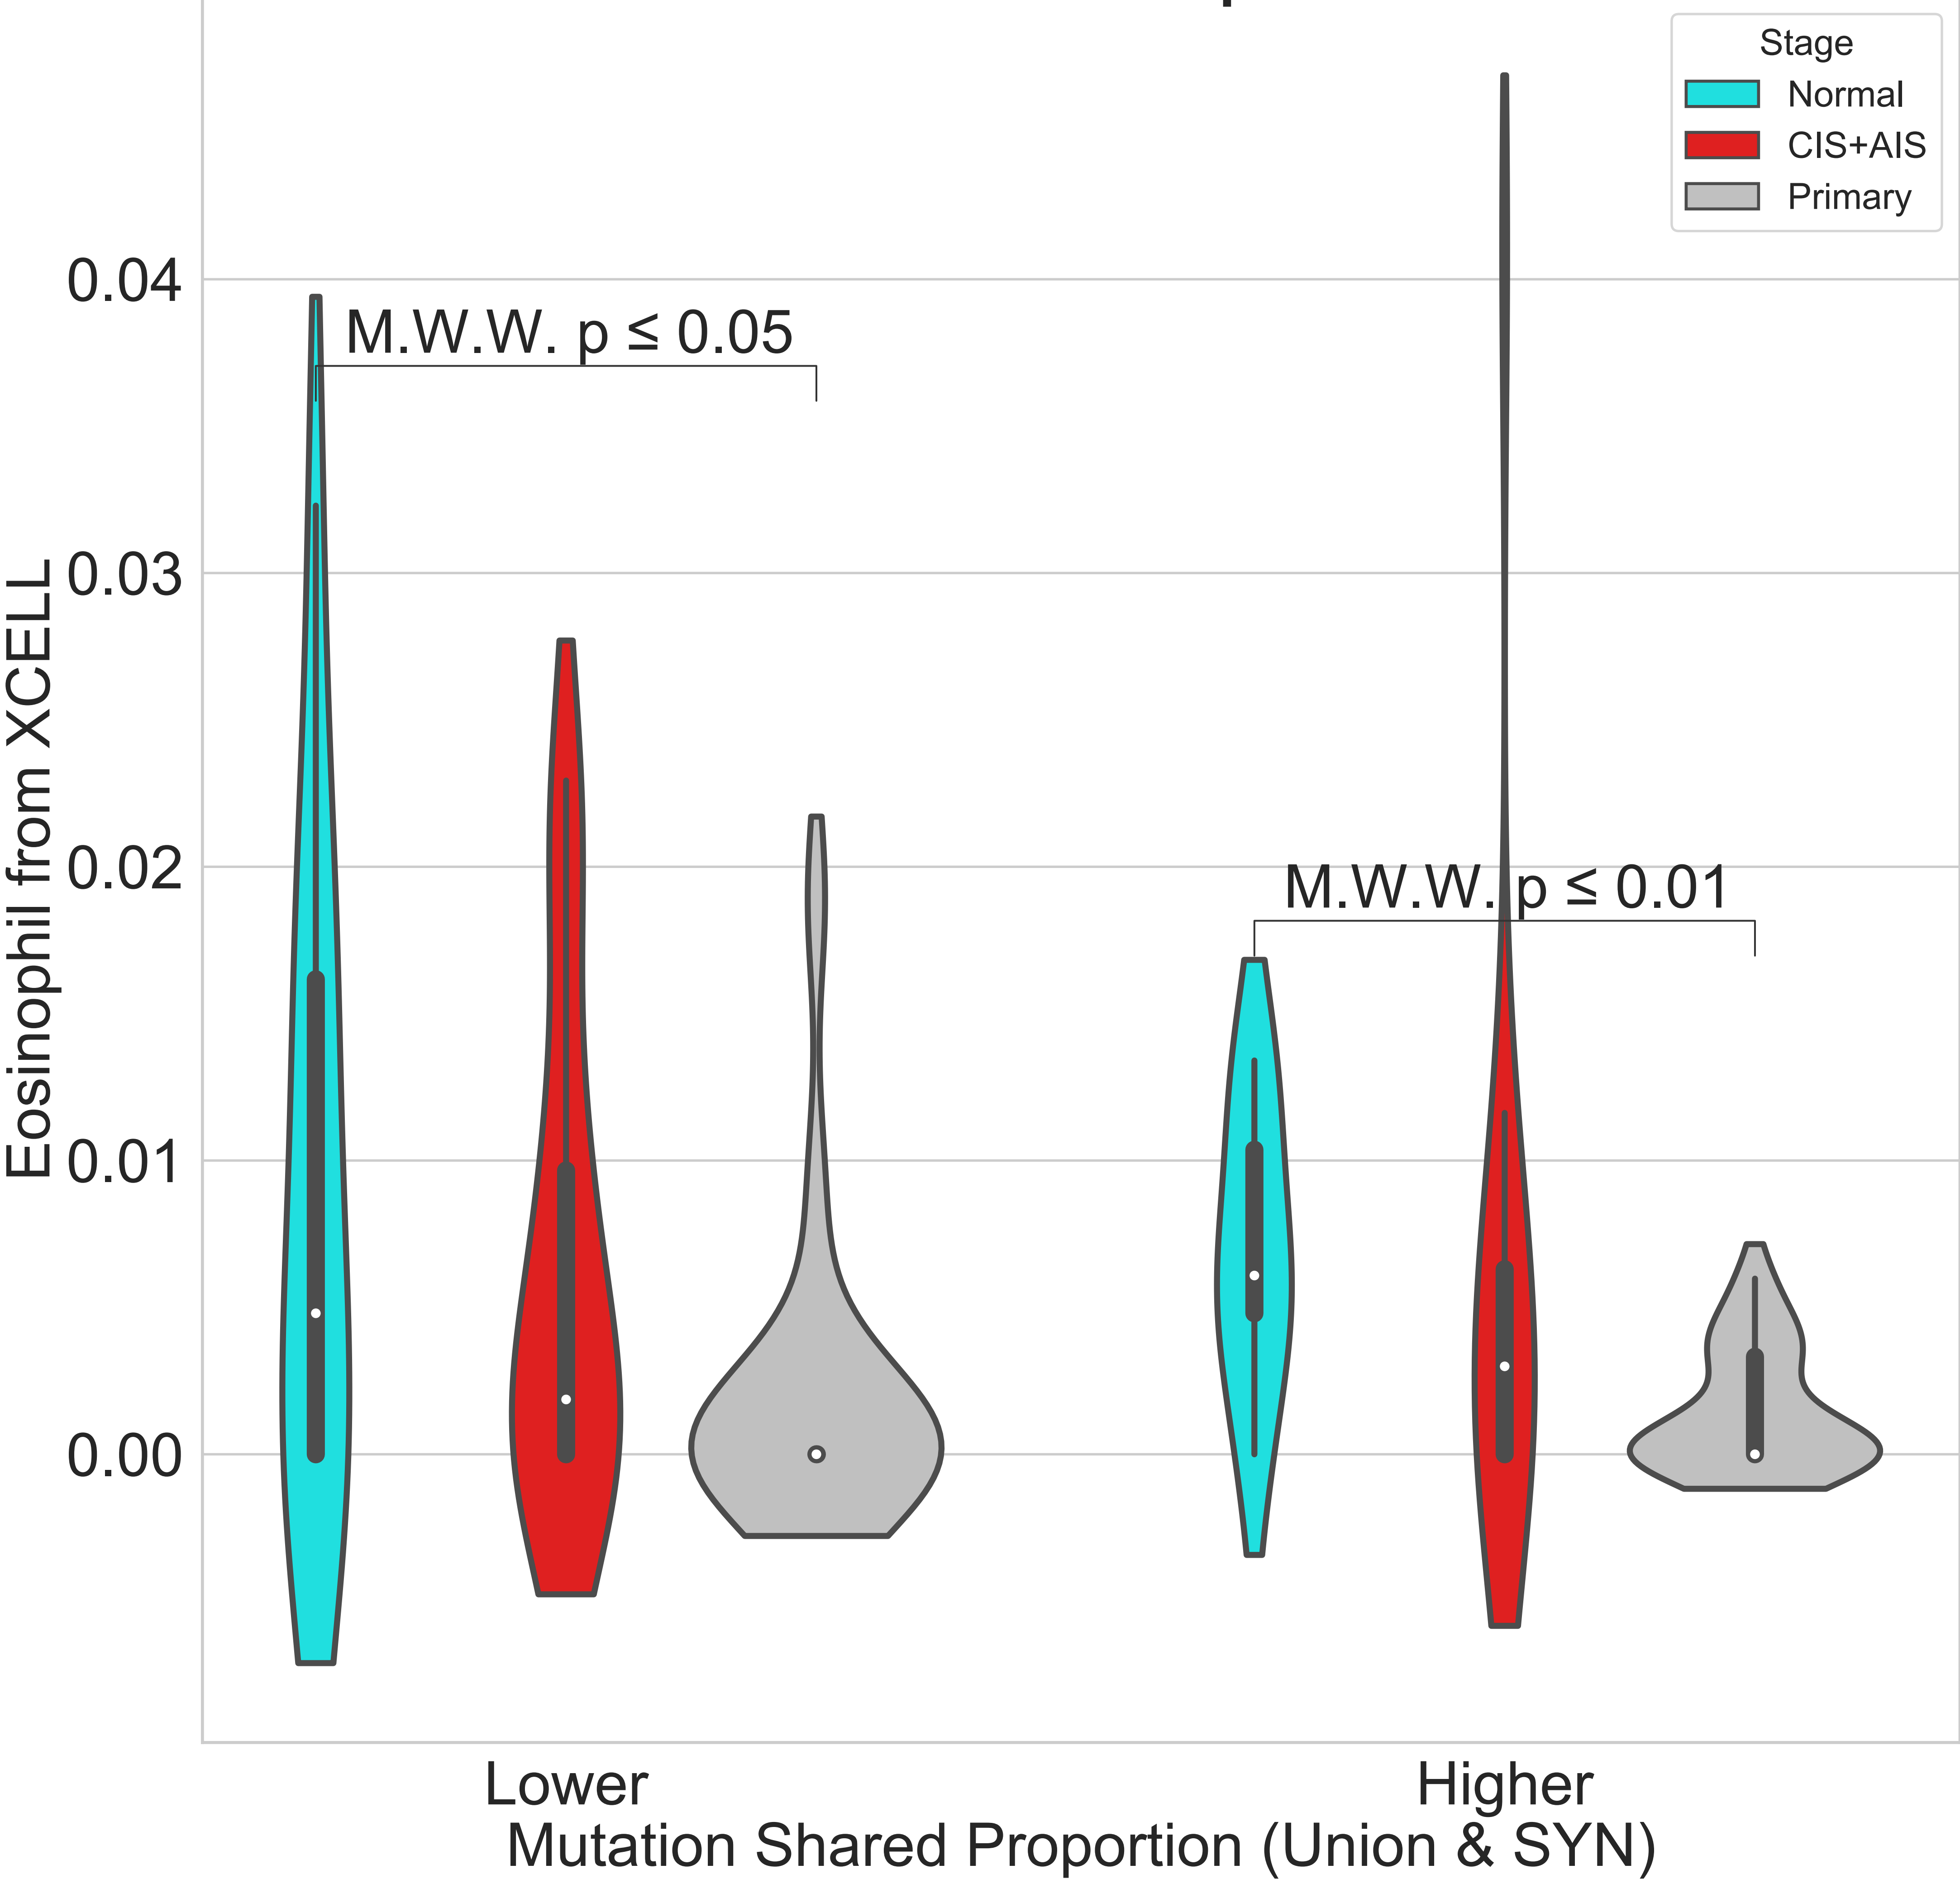 Stage
Normal
CIS+AIS
Primary
0.04
0.03
0.02
0.01
0.00
Eosinophil from XCELL
M.W.W. p ≤ 0.05
M.W.W. p ≤ 0.01
Lower
Higher
Mutation Shared Proportion (Union & SYN)